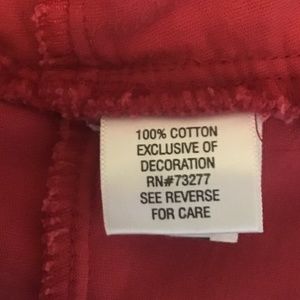 100% COTTON
EXCLUSIVE OF
DECORATION
RN#73277
SEE REVERSE
FOR CARE